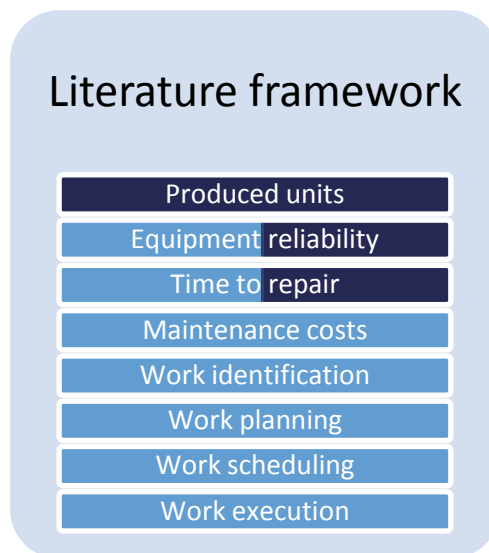 Literature framework
Produced units
Equipment reliability
Time to repair
Maintenance costs
Work identification
Work planning
Work scheduling
Work execution